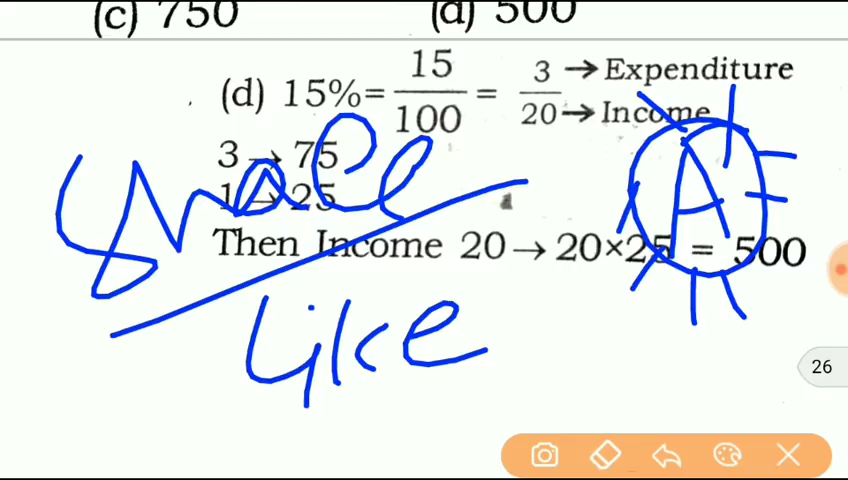 (c) 750 (d) 500
(d) 15% = 15/100 = 3/20 → Expenditure → Income
3 → 75
1 → 25
Then Income 20 → 20×25 = 500
A
Like
26